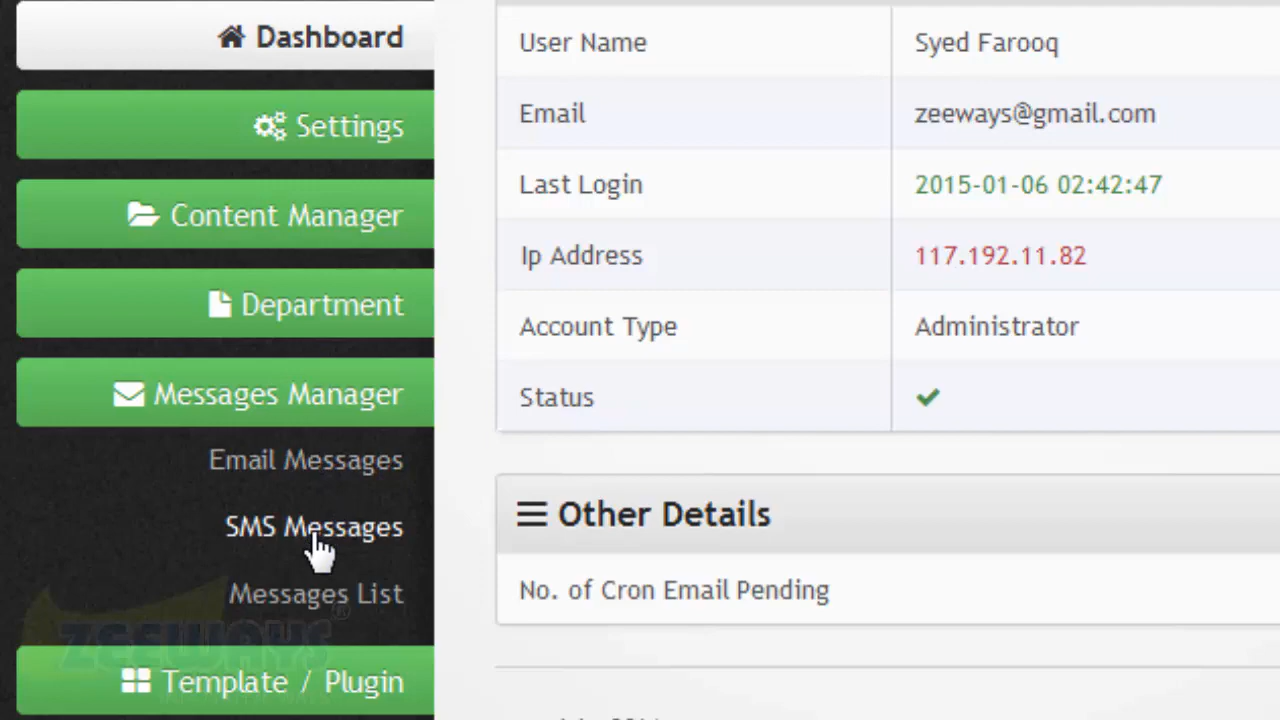 Dashboard
Settings
Content Manager
Department
Messages Manager
Email Messages
SMS Messages
Messages List
ZEEWAYS®
Template / Plugin
User Name Syed Farooq
Email zeeways@gmail.com
Last Login 2015-01-06 02:42:47
Ip Address 117.192.11.82
Account Type Administrator
Status
Other Details
No. of Cron Email Pending